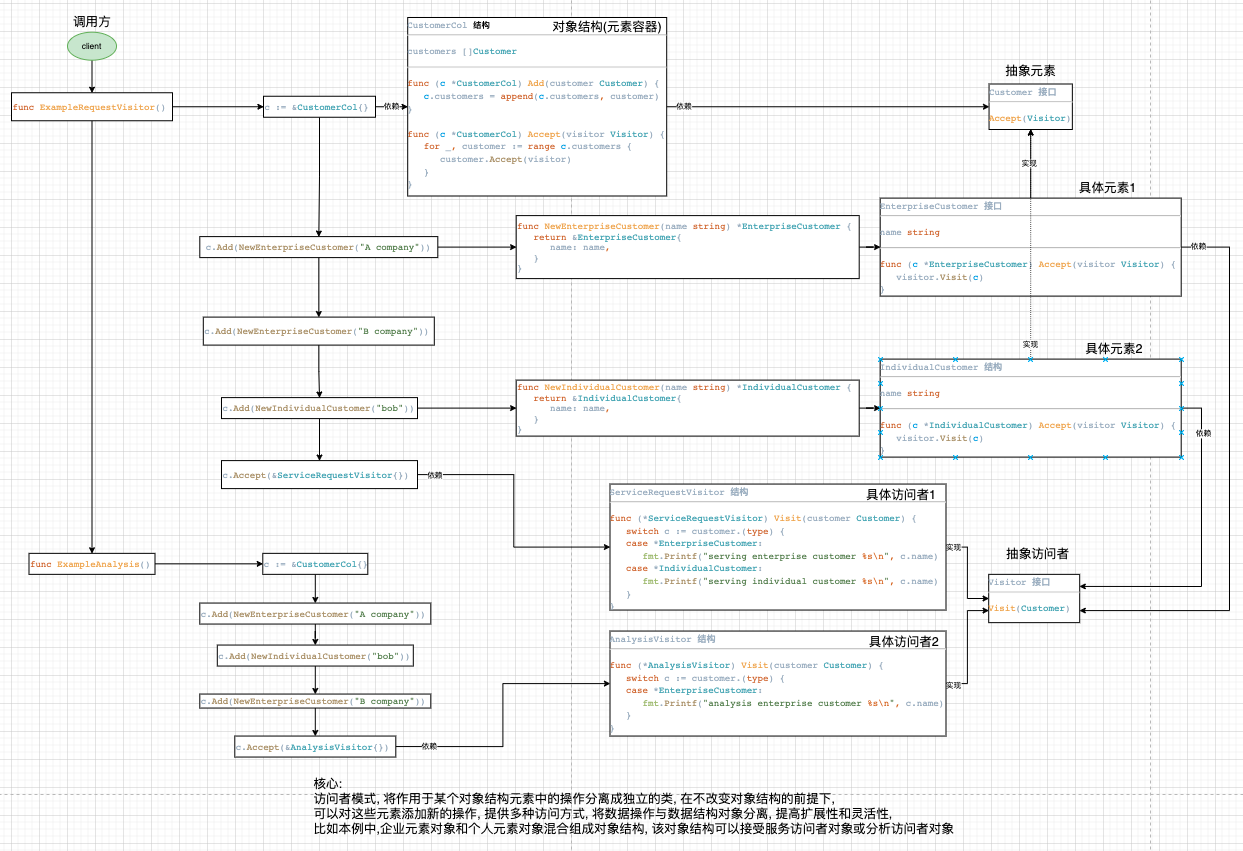 调用方
client
func ExampleRequestVisitor()
c := &CustomerCol{}
依赖
CustomerCol 结构
对象结构(元素容器)
customers []Customer
func (c *CustomerCol) Add(customer Customer) {
c.customers = append(c.customers, customer)
}
func (c *CustomerCol) Accept(visitor Visitor) {
for _, customer := range c.customers {
customer.Accept(visitor)
}
}
依赖
抽象元素
Customer 接口
Accept(Visitor)
实现
具体元素1
EnterpriseCustomer 接口
name string
func (c *EnterpriseCustomer) Accept(visitor Visitor) {
visitor.Visit(c)
}
依赖
c.Add(NewEnterpriseCustomer("A company"))
func NewEnterpriseCustomer(name string) *EnterpriseCustomer {
return &EnterpriseCustomer{
name: name,
}
}
c.Add(NewEnterpriseCustomer("B company"))
实现
具体元素2
IndividualCustomer 结构
name string
func (c *IndividualCustomer) Accept(visitor Visitor) {
visitor.Visit(c)
}
依赖
c.Add(NewIndividualCustomer("bob"))
func NewIndividualCustomer(name string) *IndividualCustomer {
return &IndividualCustomer{
name: name,
}
}
c.Accept(&ServiceRequestVisitor{})
依赖
ServiceRequestVisitor 结构
具体访问者1
func (*ServiceRequestVisitor) Visit(customer Customer) {
switch c := customer.(type) {
case *EnterpriseCustomer:
fmt.Printf("serving enterprise customer %s\n", c.name)
case *IndividualCustomer:
fmt.Printf("serving individual customer %s\n", c.name)
}
}
实现
抽象访问者
Visitor 接口
Visit(Customer)
func ExampleAnalysis()
c := &CustomerCol{}
c.Add(NewEnterpriseCustomer("A company"))
c.Add(NewIndividualCustomer("bob"))
c.Add(NewEnterpriseCustomer("B company"))
c.Accept(&AnalysisVisitor{})
依赖
AnalysisVisitor 结构
具体访问者2
func (*AnalysisVisitor) Visit(customer Customer) {
switch c := customer.(type) {
case *EnterpriseCustomer:
fmt.Printf("analysis enterprise customer %s\n", c.name)
}
}
实现
核心:
访问者模式, 将作用于某个对象结构元素中的操作分离成独立的类, 在不改变对象结构的前提下,
可以对这些元素添加新的操作, 提供多种访问方式, 将数据操作与数据结构对象分离, 提高扩展性和灵活性,
比如本例中,企业元素对象和个人元素对象混合组成对象结构, 该对象结构可以接受服务访问者对象或分析访问者对象